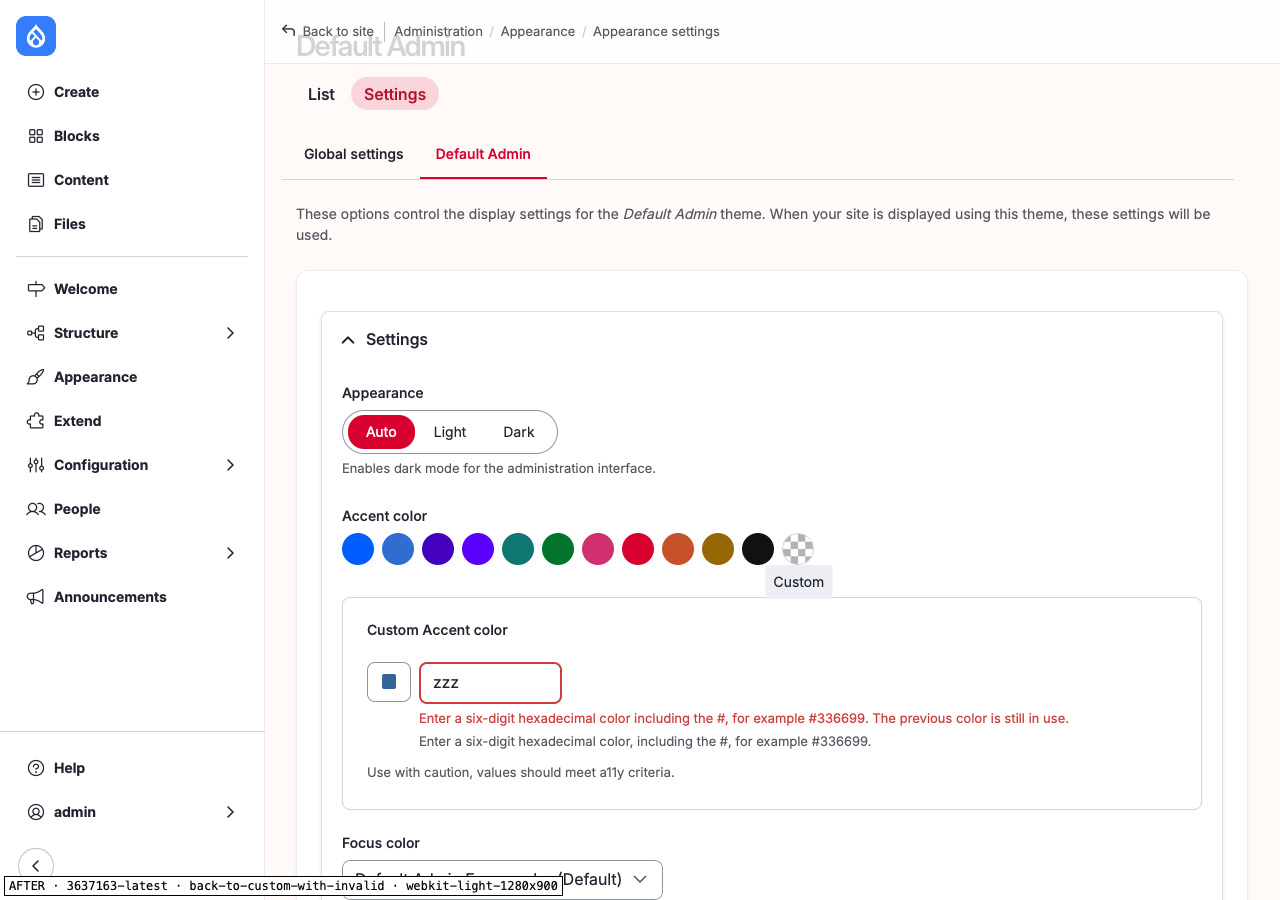 Back to site
Administration / Appearance / Appearance settings
Default Admin
Create
Blocks
Content
Files
Welcome
Structure
Appearance
Extend
Configuration
People
Reports
Announcements
Help
admin
List
Settings
Global settings
Default Admin
These options control the display settings for the Default Admin theme. When your site is displayed using this theme, these settings will be
used.
Settings
Appearance
Auto
Light
Dark
Enables dark mode for the administration interface.
Accent color
Custom
Custom Accent color
zzz
Enter a six-digit hexadecimal color including the #, for example #336699. The previous color is still in use.
Enter a six-digit hexadecimal color, including the #, for example #336699.
Use with caution, values should meet a11y criteria.
Focus color
(Default)
AFTER · 3637163-latest · back-to-custom-with-invalid · webkit-light-1280x900